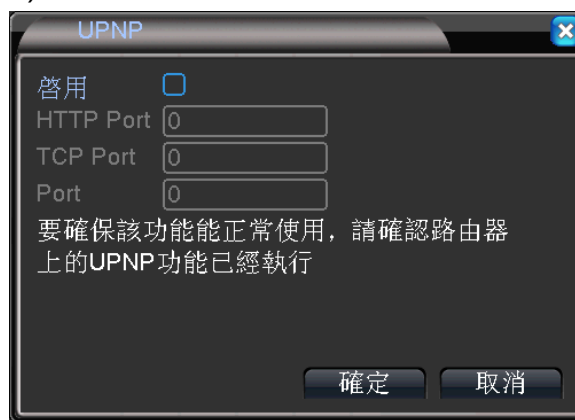 UPNP
啓用
HTTP Port 0
TCP Port 0
Port 0
要確保該功能能正常使用，請確認路由器
上的UPNP功能已經執行
確定 取消